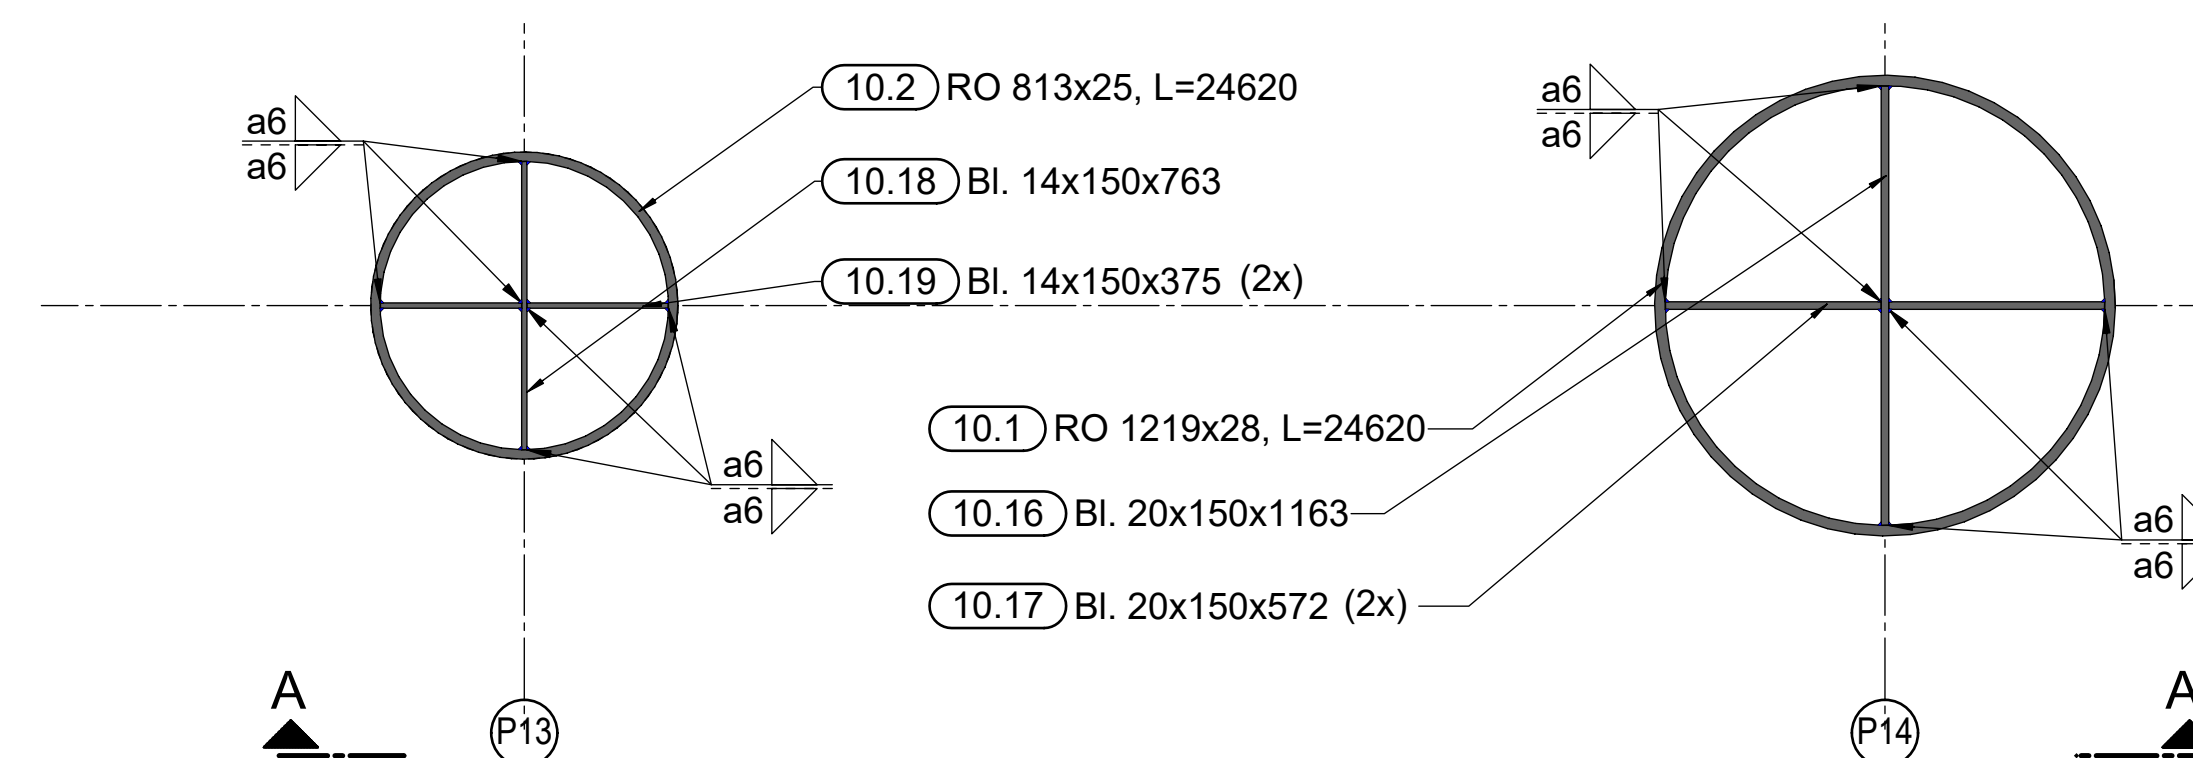 a6
a6
10.2 RO 813x25, L=24620
10.18 Bl. 14x150x763
10.19 Bl. 14x150x375 (2x)
a6
a6
a6
a6
10.1 RO 1219x28, L=24620
10.16 Bl. 20x150x1163
10.17 Bl. 20x150x572 (2x)
a6
a6
A
P13
P14
A